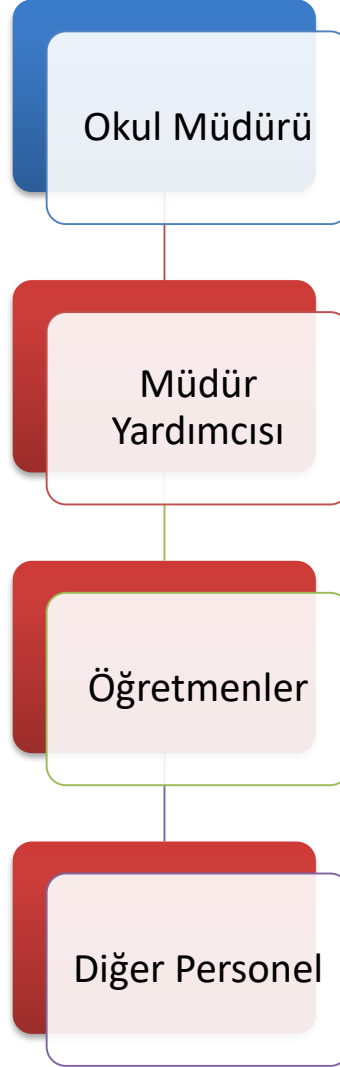 Okul Müdürü
Müdür
Yardımcısı
Öğretmenler
Diğer Personel